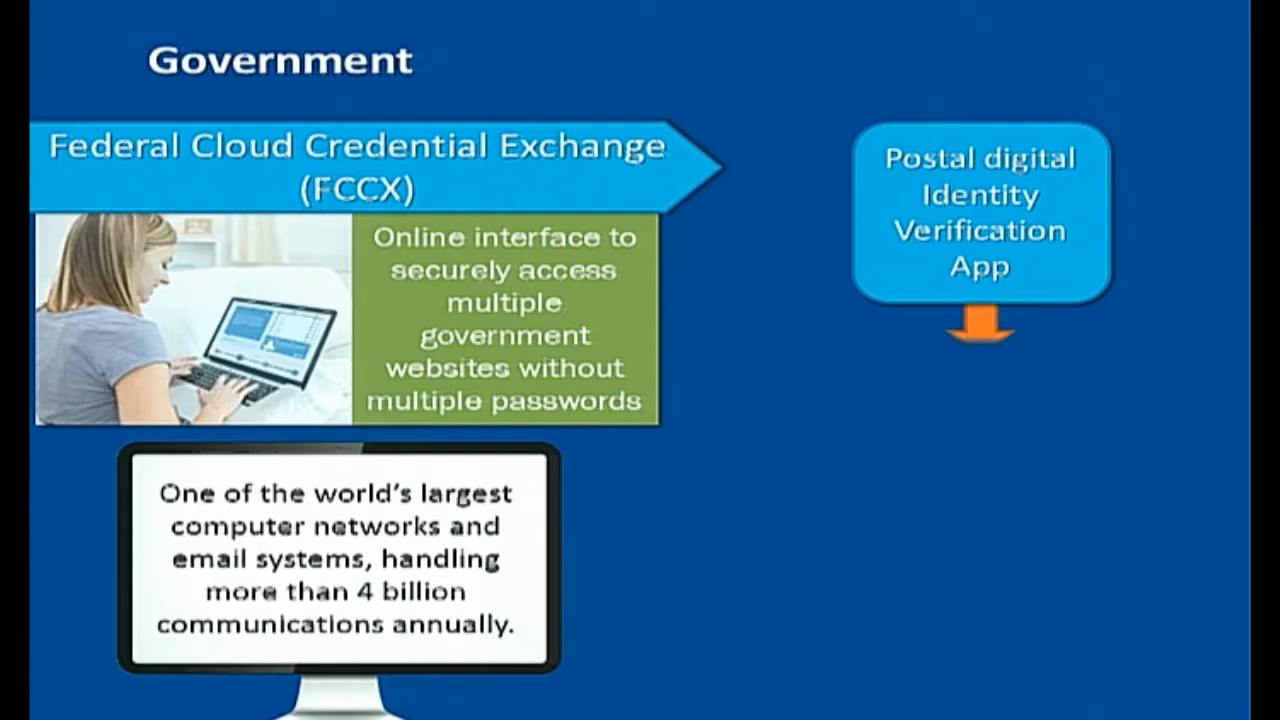 Government
Federal Cloud Credential Exchange
(FCCX)
Online interface to
securely access
multiple
government
websites without
multiple passwords
One of the world's largest
computer networks and
email systems, handling
more than 4 billion
communications annually.
Postal digital
Identity
Verification
App